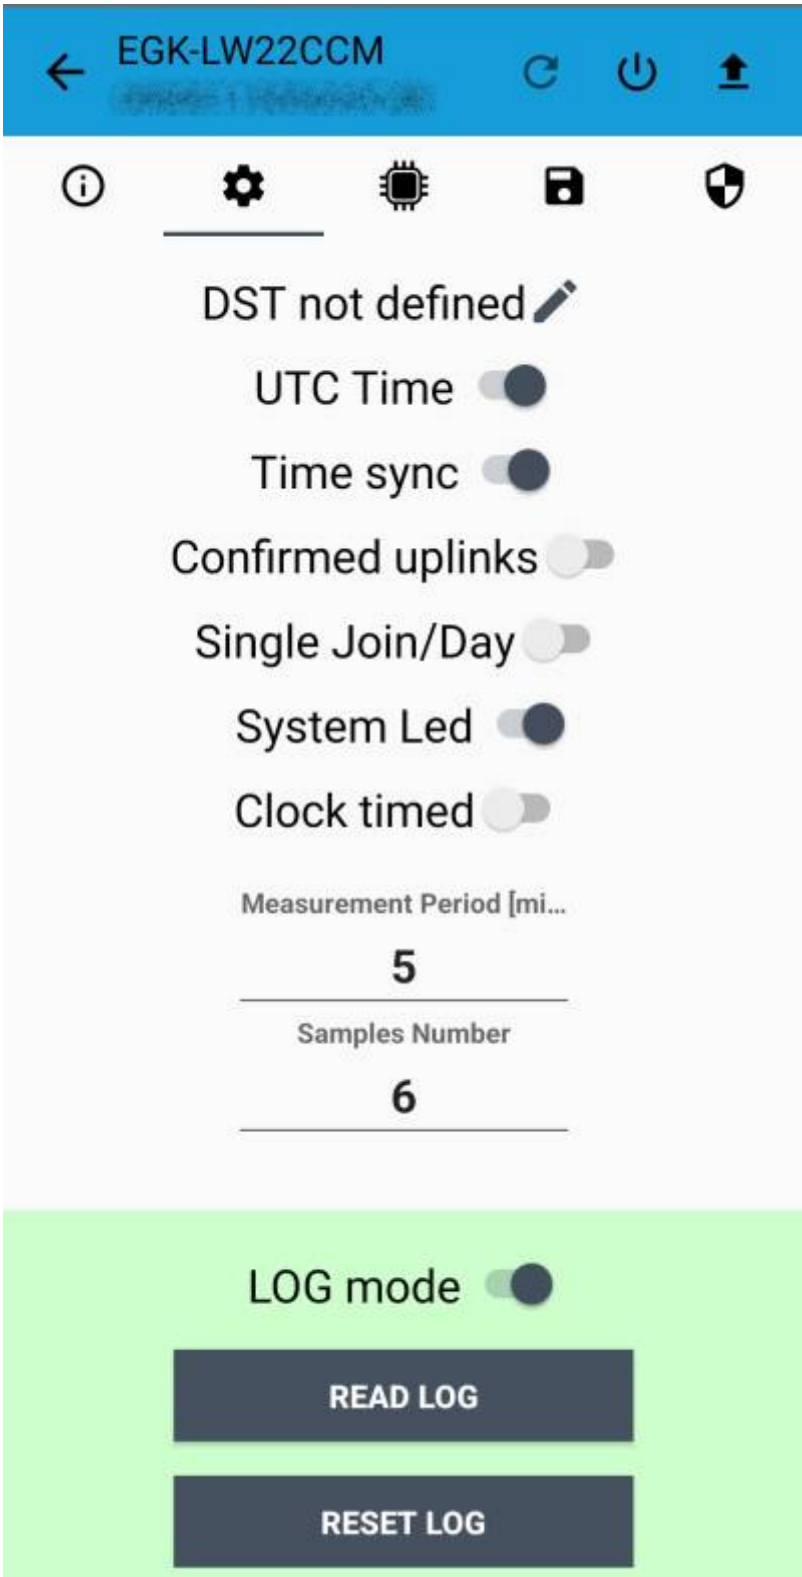 EGK-LW22CCM
DST not defined
UTC Time
Time sync
Confirmed uplinks
Single Join/Day
System Led
Clock timed
Measurement Period [mi...
5
Samples Number
6
LOG mode
READ LOG
RESET LOG